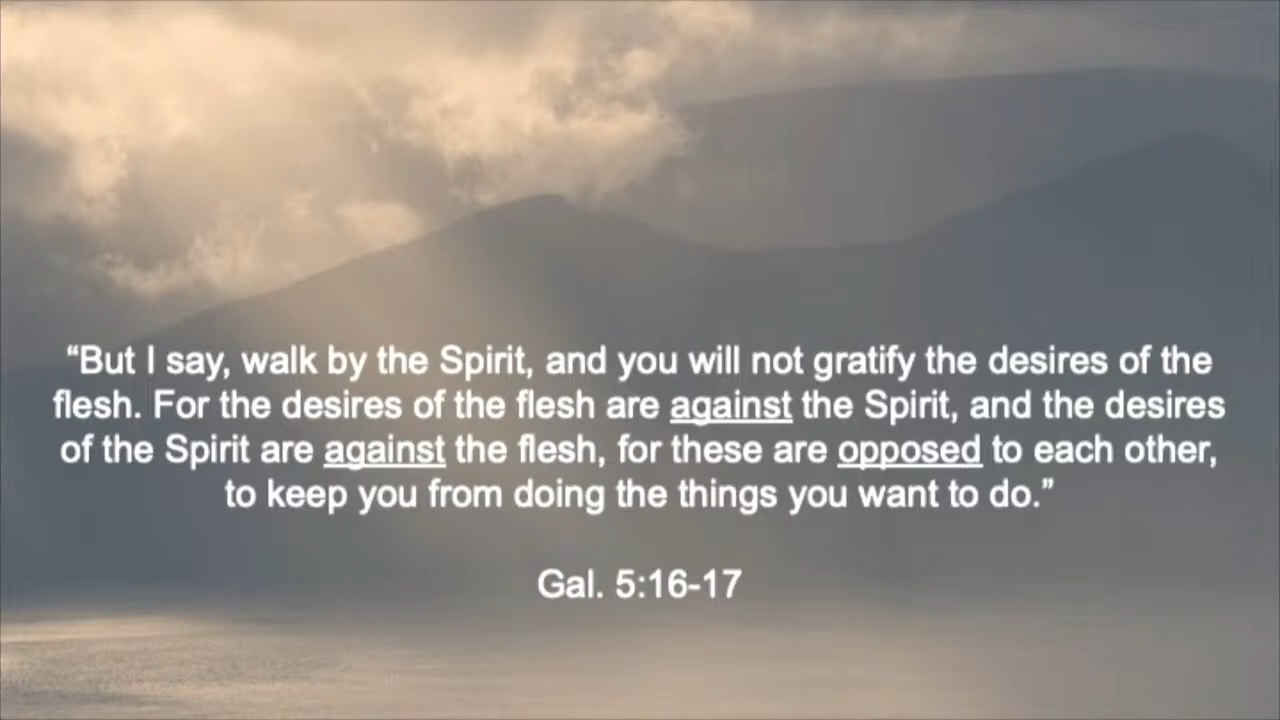 “But I say, walk by the Spirit, and you will not gratify the desires of the
flesh. For the desires of the flesh are against the Spirit, and the desires
of the Spirit are against the flesh, for these are opposed to each other,
to keep you from doing the things you want to do.”
Gal. 5:16-17